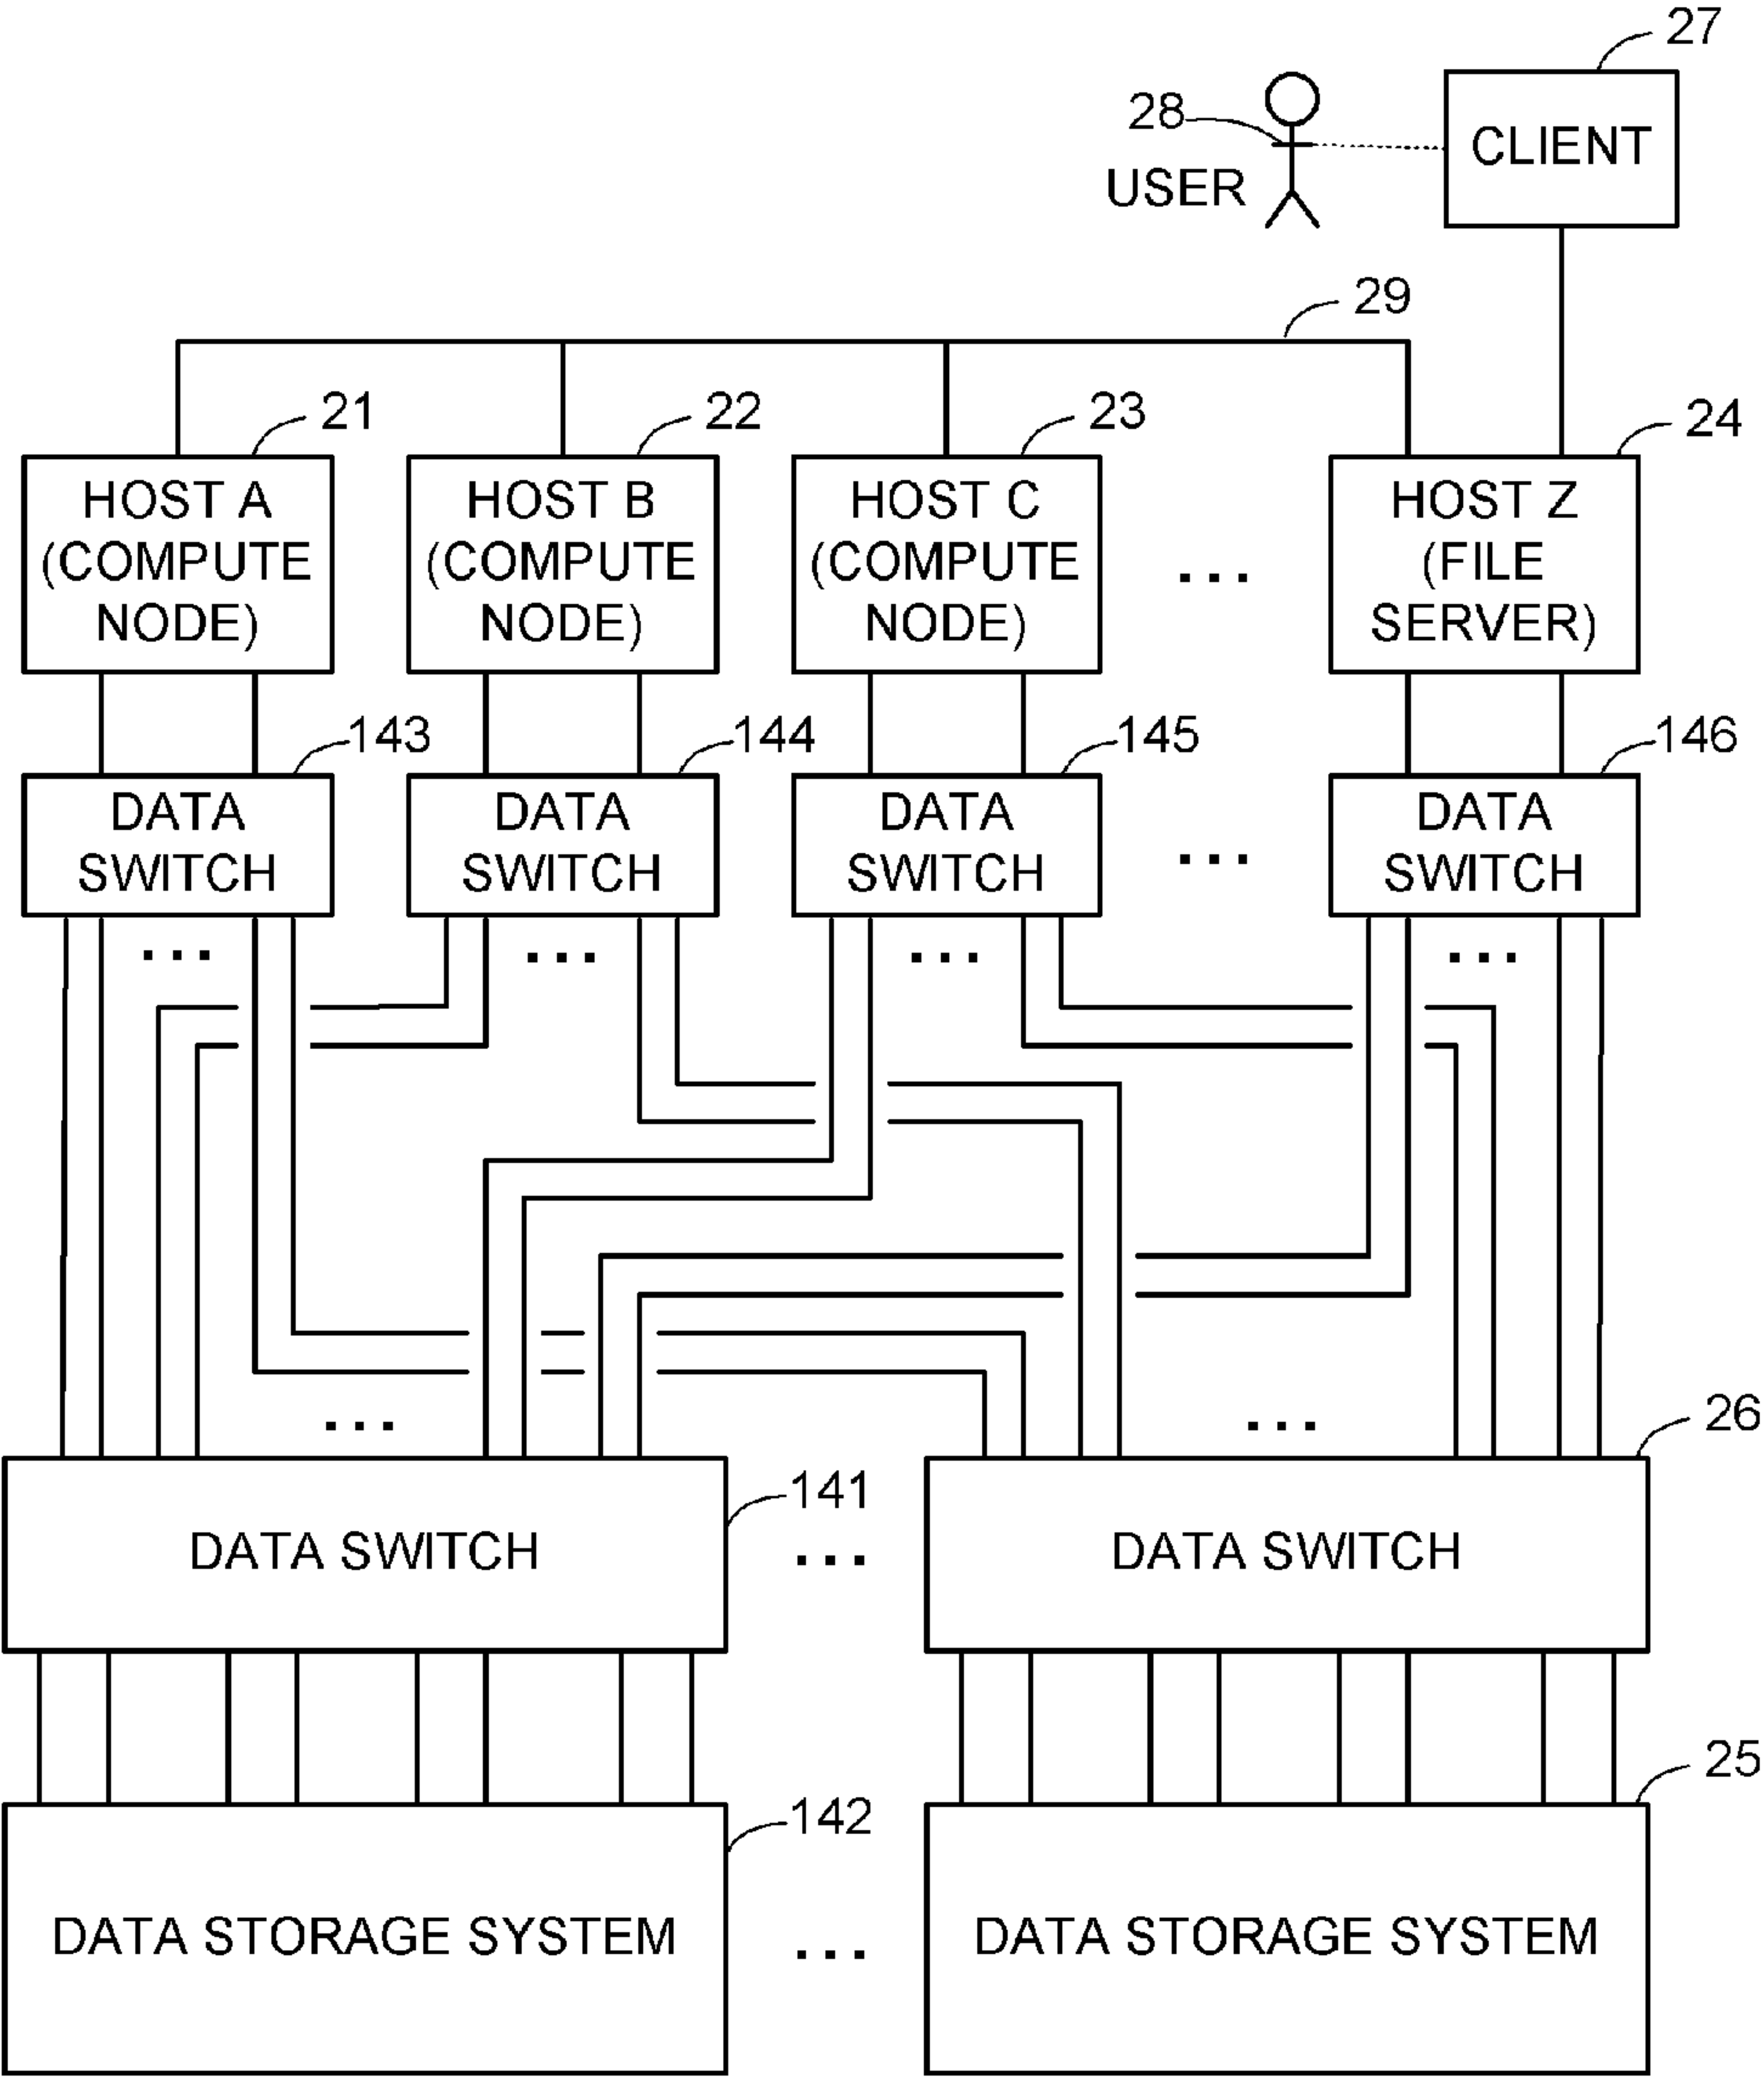 27
28
CLIENT
USER
29
21
22
23
24
HOST A
(COMPUTE
NODE)
HOST B
(COMPUTE
NODE)
HOST C
(COMPUTE
NODE)
...
HOST Z
(FILE
SERVER)
143
144
145
146
DATA
SWITCH
DATA
SWITCH
DATA
SWITCH
...
DATA
SWITCH
...
...
...
...
...
...
26
141
DATA SWITCH
...
DATA SWITCH
25
142
DATA STORAGE SYSTEM
...
DATA STORAGE SYSTEM